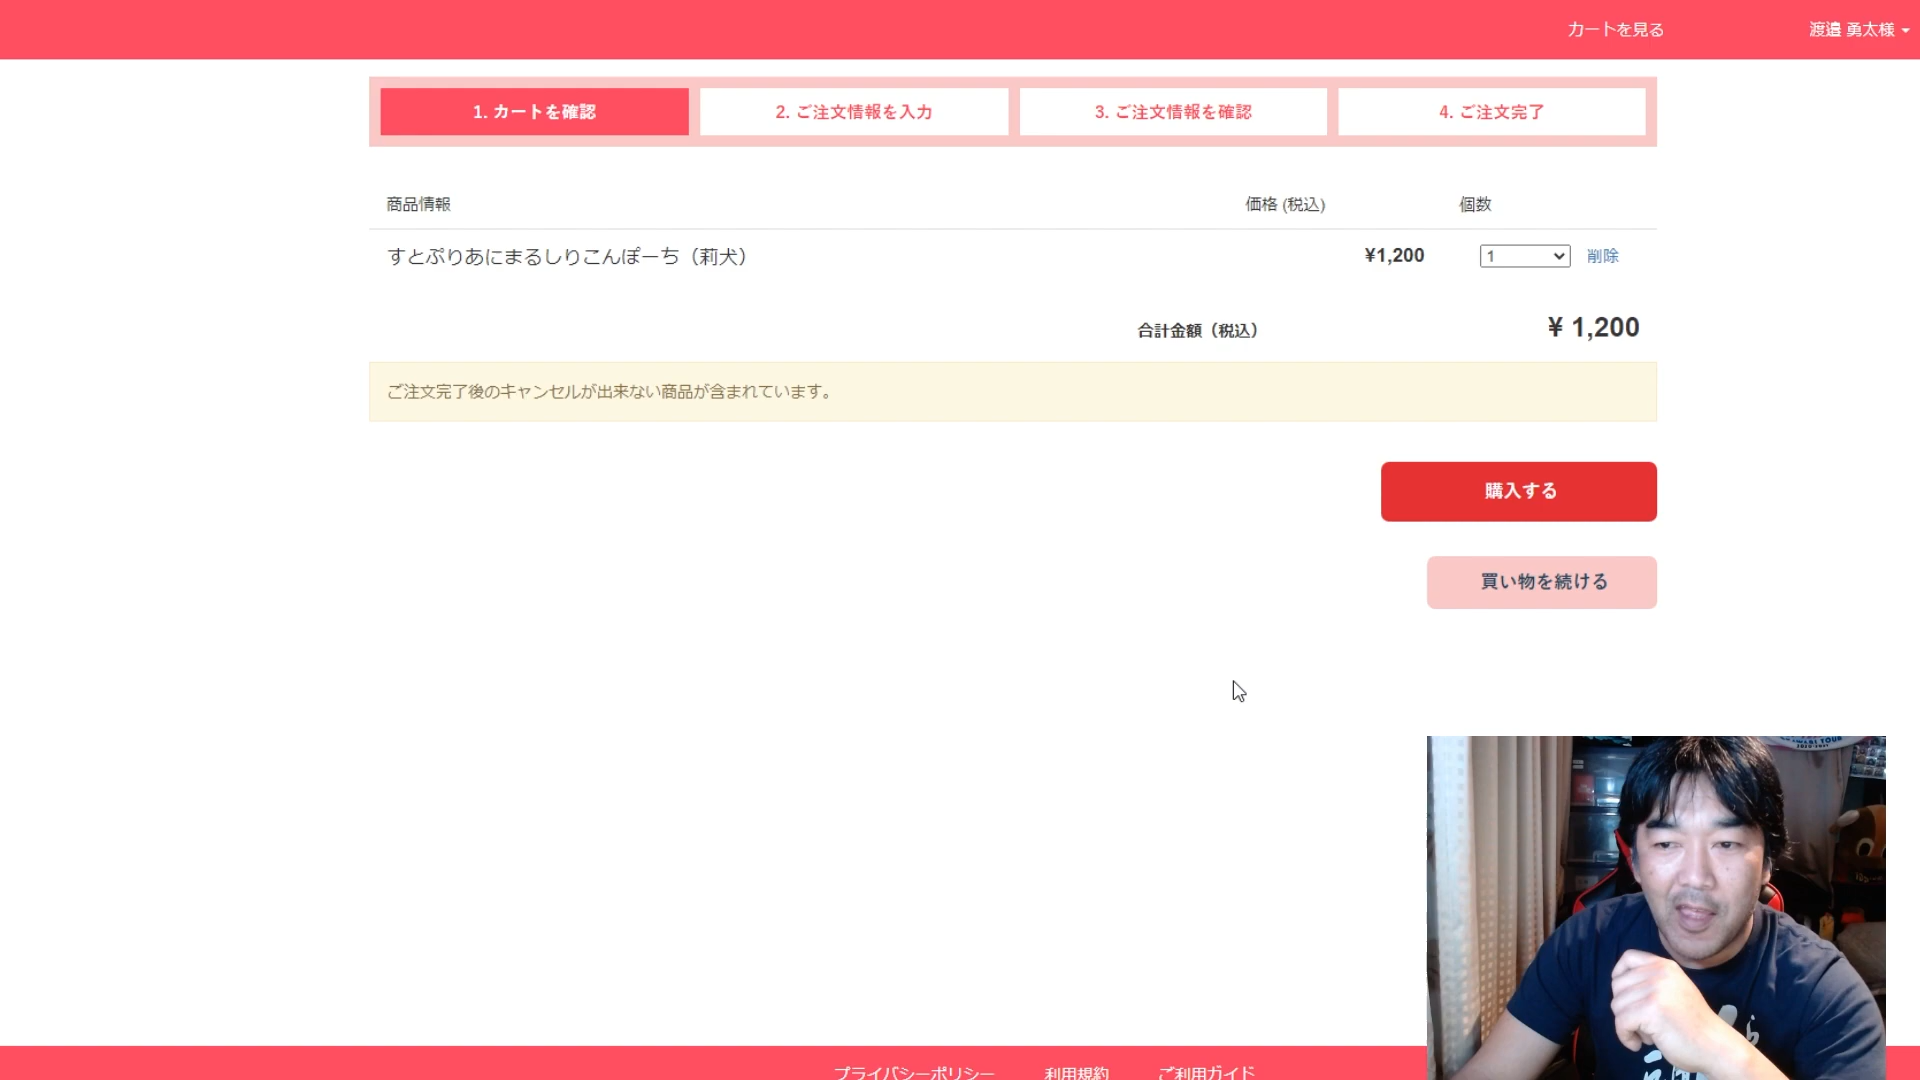 カートを見る
渡邉 勇太様
1. カートを確認
2. ご注文情報を入力
3. ご注文情報を確認
4. ご注文完了
商品情報 価格 (税込) 個数
すとぷりあにまるしりこんぽーち（莉犬） ¥1,200 1 削除
合計金額（税込） ¥ 1,200
ご注文完了後のキャンセルが出来ない商品が含まれています。
購入する
買い物を続ける
プライバシーポリシー 利用規約 ご利用ガイド